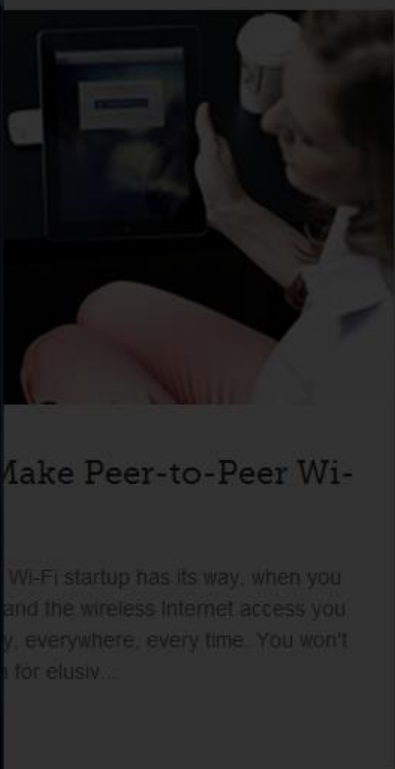 Make Peer-to-Peer Wi-
Wi-Fi startup has its way, when you
and the wireless Internet access you
y, everywhere, every time. You won't
for elusiv...